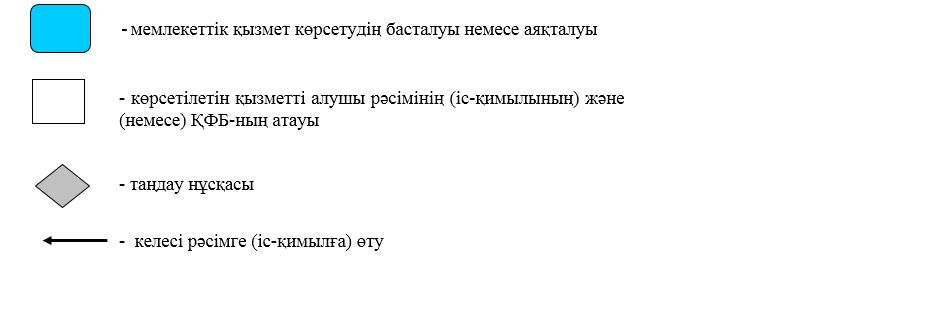 - мемлекеттік қызмет көрсетудің басталуы немесе аяқталуы
- көрсетілетін қызметті алушы рәсімінің (іс-қимылының) және
(немесе) ҚФБ-ның атауы
- таңдау нұсқасы
- келесі рәсімге (іс-қимылға) өту